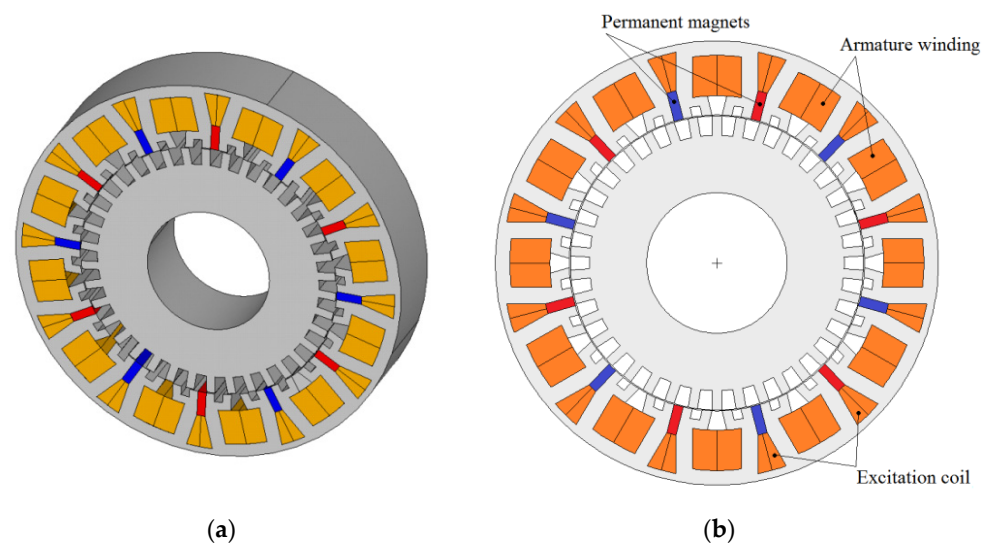 Permanent magnets
Armature winding
Excitation coil
(a)
(b)